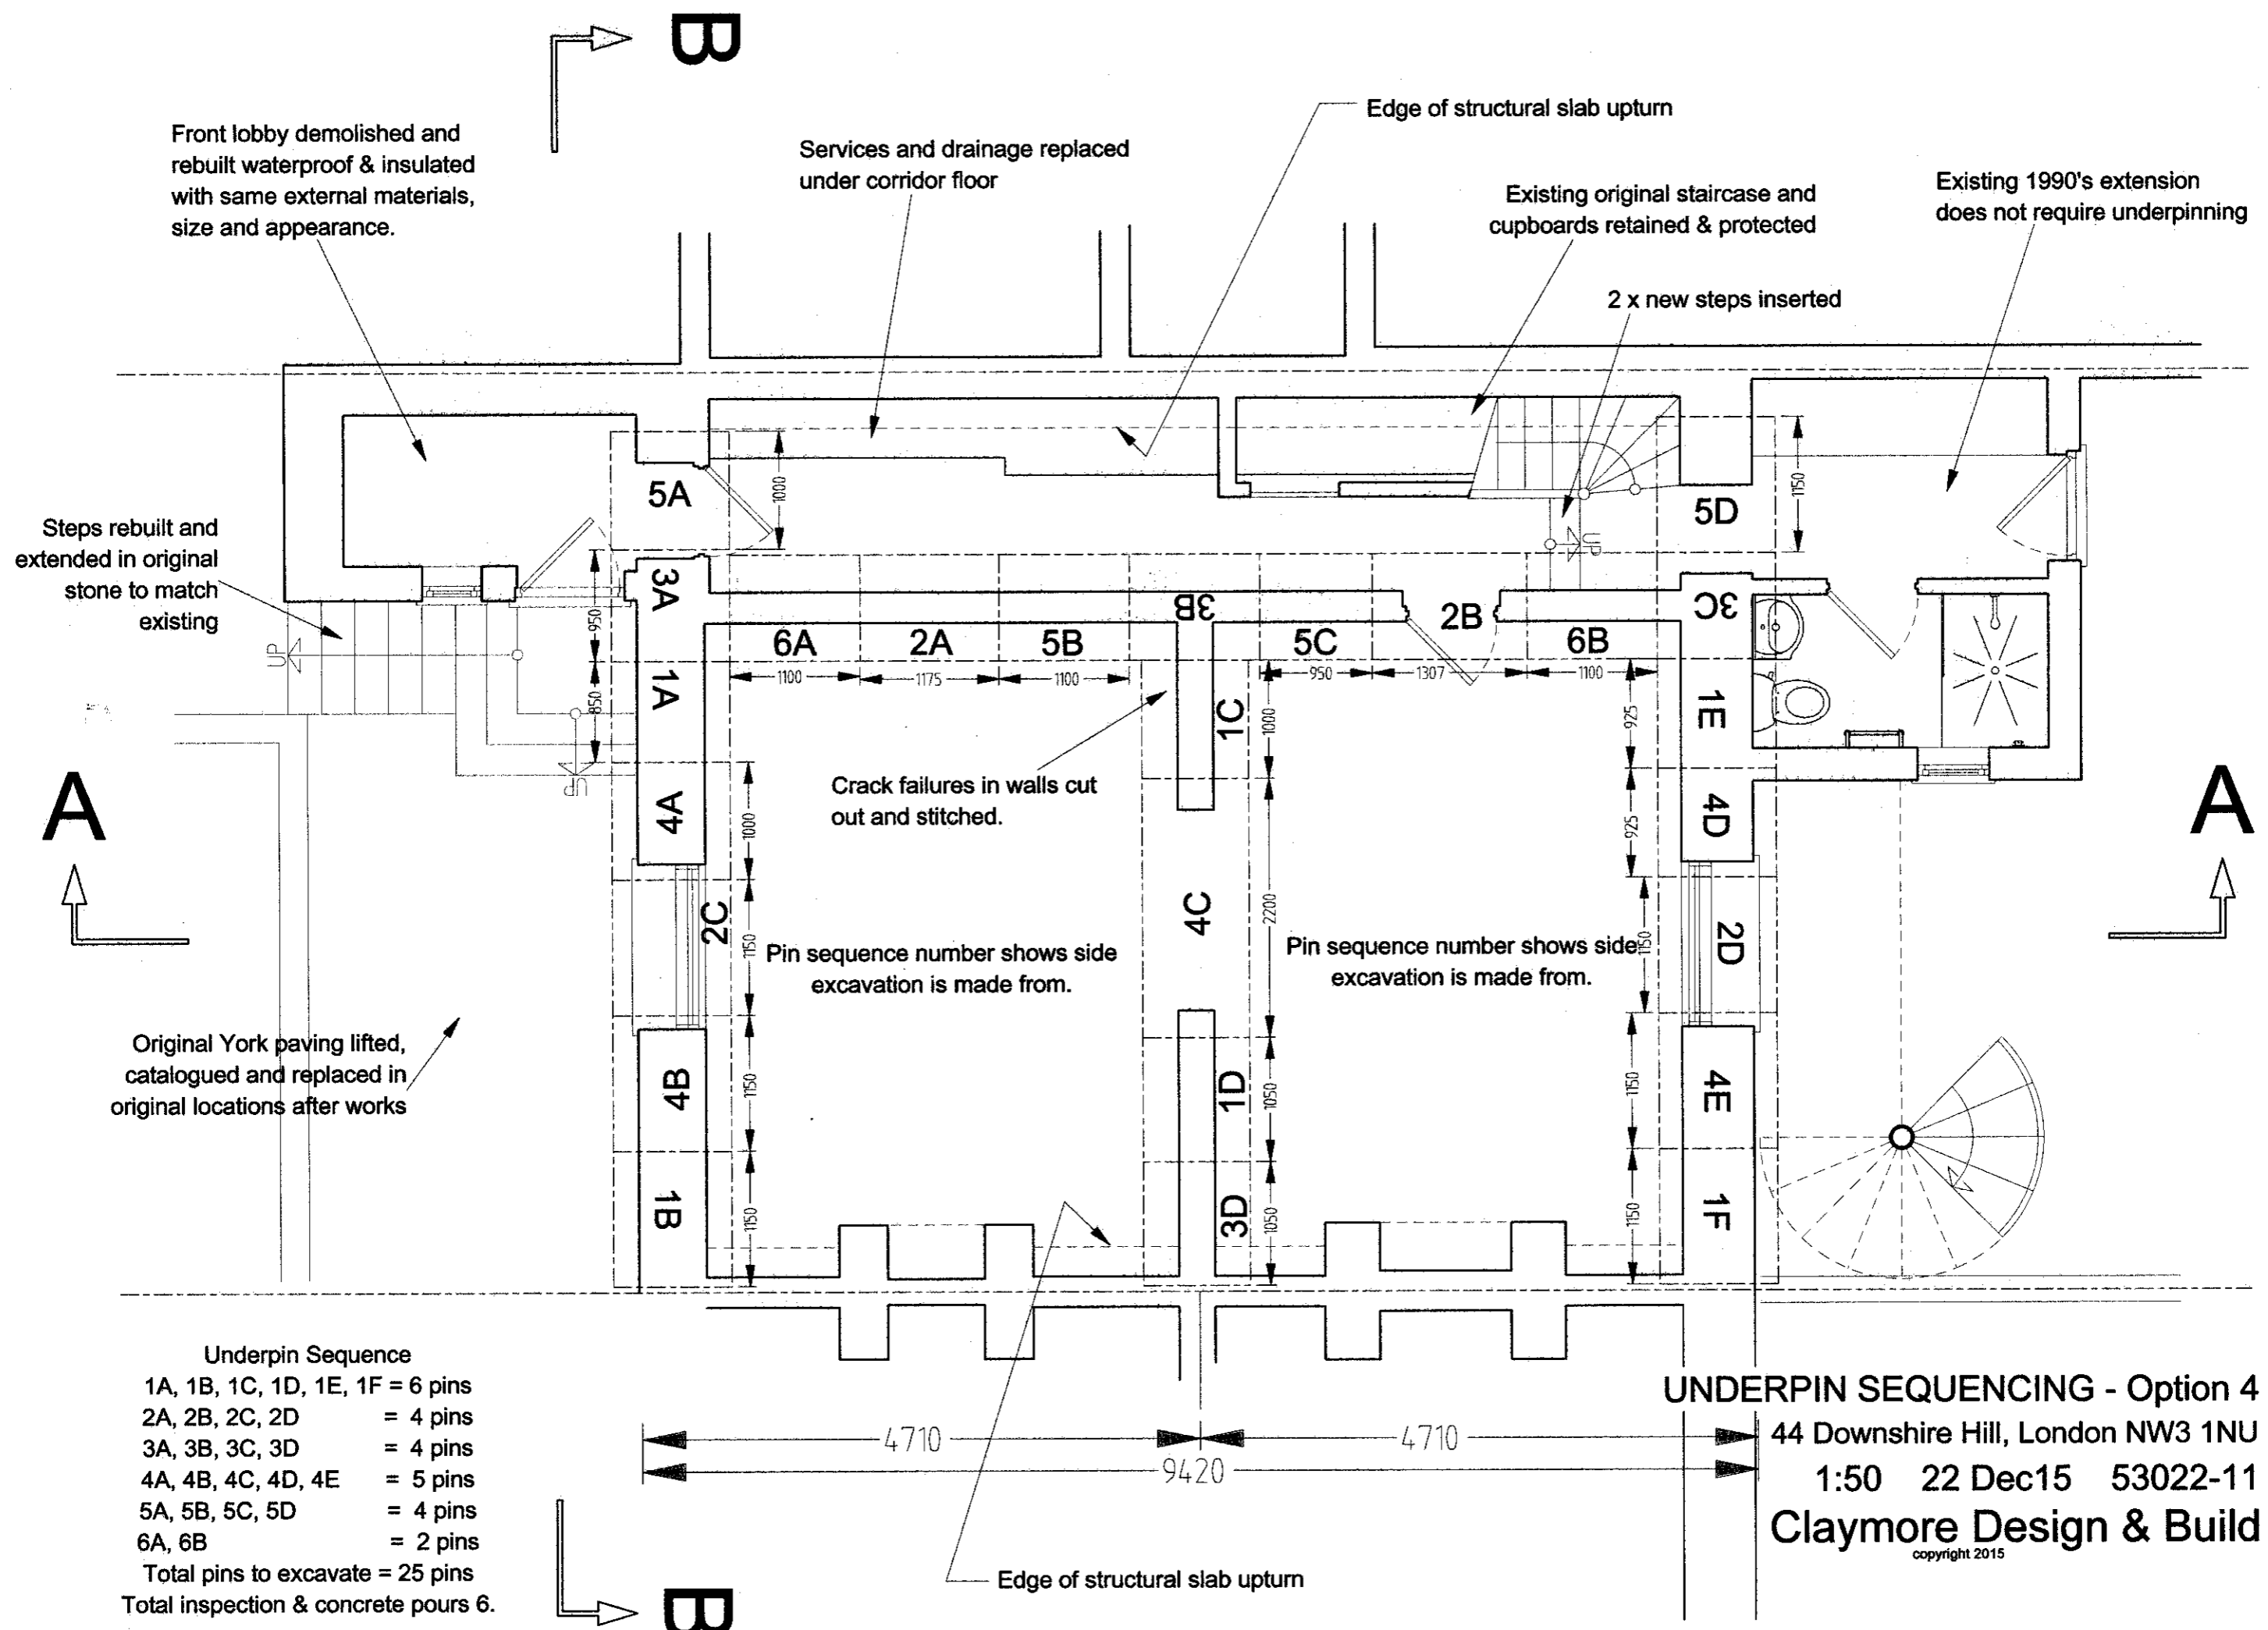 B
Edge of structural slab upturn
Front lobby demolished and
rebuilt waterproof & insulated
with same external materials,
size and appearance.
Services and drainage replaced
under corridor floor
Existing original staircase and
cupboards retained & protected
Existing 1990's extension
does not require underpinning
2 x new steps inserted
Steps rebuilt and
extended in original
stone to match
existing
5A
1000
5D
1150
UP
3A
950
3B
2B
3C
6A
2A
5B
5C
6B
1100
1175
1100
950
1307
1100
UP
1A
850
1C
1000
925
1E
UP
A
4A
1000
Crack failures in walls cut
out and stitched.
925
4D
A
2C
1150
4C
2200
1150
2D
Pin sequence number shows side
excavation is made from.
Pin sequence number shows side
excavation is made from.
Original York paving lifted,
catalogued and replaced in
original locations after works
4B
1150
1D
1050
1150
4E
1B
1150
3D
1050
1150
1F
Underpin Sequence
1A, 1B, 1C, 1D, 1E, 1F = 6 pins
2A, 2B, 2C, 2D = 4 pins
3A, 3B, 3C, 3D = 4 pins
4A, 4B, 4C, 4D, 4E = 5 pins
5A, 5B, 5C, 5D = 4 pins
6A, 6B = 2 pins
Total pins to excavate = 25 pins
Total inspection & concrete pours 6.
4710
4710
9420
Edge of structural slab upturn
B
UNDERPIN SEQUENCING - Option 4
44 Downshire Hill, London NW3 1NU
1:50 22 Dec15 53022-11
Claymore Design & Build
copyright 2015